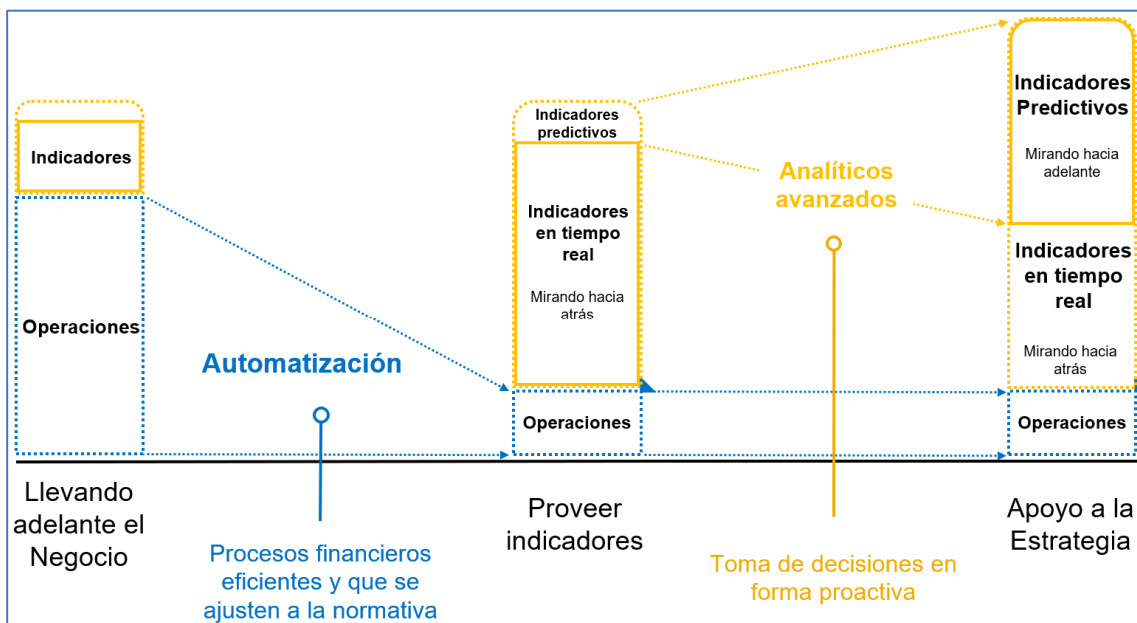 Indicadores
Operaciones
Llevando
adelante el
Negocio
Automatización
Procesos financieros
eficientes y que se
ajusten a la normativa
Indicadores
predictivos
Indicadores
en tiempo
real
Mirando hacia
atrás
Operaciones
Proveer
indicadores
Analíticos
avanzados
Toma de decisiones en
forma proactiva
Indicadores
Predictivos
Mirando hacia
adelante
Indicadores
en tiempo
real
Mirando hacia
atrás
Operaciones
Apoyo a la
Estrategia